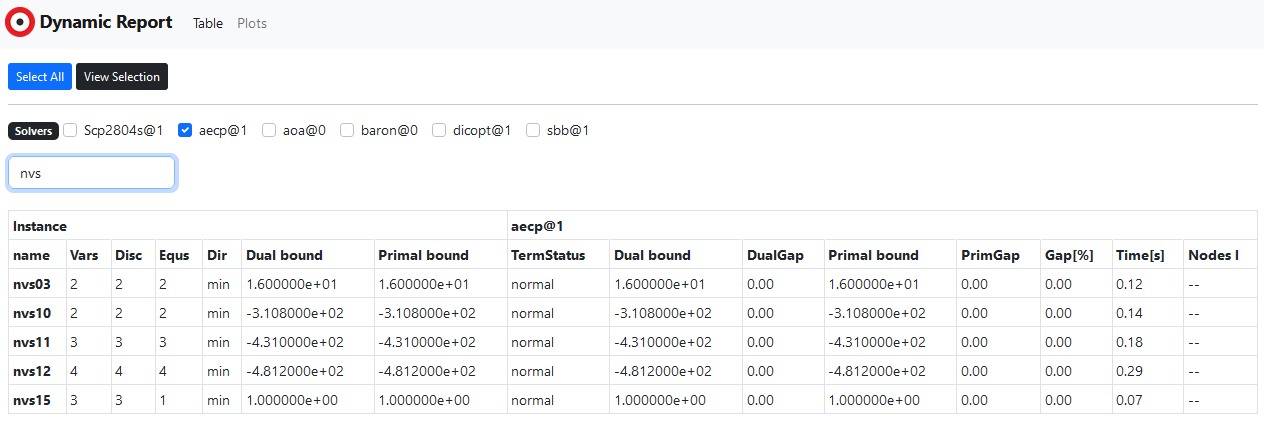 Dynamic Report Table Plots
Select All View Selection
Solvers Scp2804s@1 aecp@1 aoa@0 baron@0 dicopt@1 sbb@1
nvs
Instance aecp@1
name Vars Disc Equs Dir Dual bound Primal bound TermStatus Dual bound DualGap Primal bound PrimGap Gap[%] Time[s] Nodes I
nvs03 2 2 2 min 1.600000e+01 1.600000e+01 normal 1.600000e+01 0.00 1.600000e+01 0.00 0.00 0.12 --
nvs10 2 2 2 min -3.108000e+02 -3.108000e+02 normal -3.108000e+02 0.00 -3.108000e+02 0.00 0.00 0.14 --
nvs11 3 3 3 min -4.310000e+02 -4.310000e+02 normal -4.310000e+02 0.00 -4.310000e+02 0.00 0.00 0.18 --
nvs12 4 4 4 min -4.812000e+02 -4.812000e+02 normal -4.812000e+02 0.00 -4.812000e+02 0.00 0.00 0.29 --
nvs15 3 3 1 min 1.000000e+00 1.000000e+00 normal 1.000000e+00 0.00 1.000000e+00 0.00 0.00 0.07 --